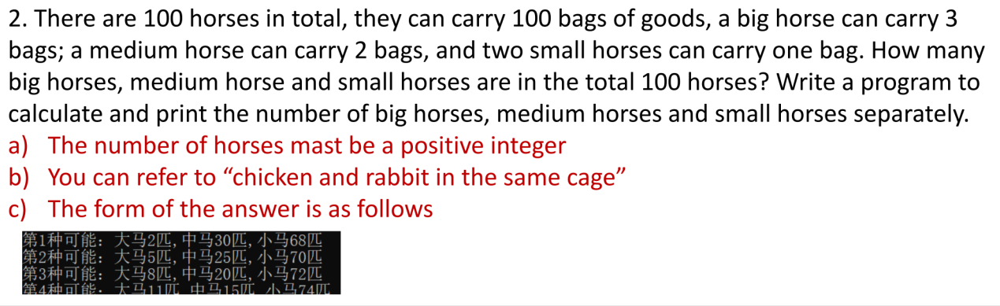 2. There are 100 horses in total, they can carry 100 bags of goods, a big horse can carry 3
bags; a medium horse can carry 2 bags, and two small horses can carry one bag. How many
big horses, medium horse and small horses are in the total 100 horses? Write a program to
calculate and print the number of big horses, medium horses and small horses separately.
a) The number of horses mast be a positive integer
b) You can refer to “chicken and rabbit in the same cage”
c) The form of the answer is as follows
第1种可能：大马2匹, 中马30匹, 小马68匹
第2种可能：大马5匹, 中马25匹, 小马70匹
第3种可能：大马8匹, 中马20匹, 小马72匹
第4种可能：大马11匹, 中马15匹, 小马74匹